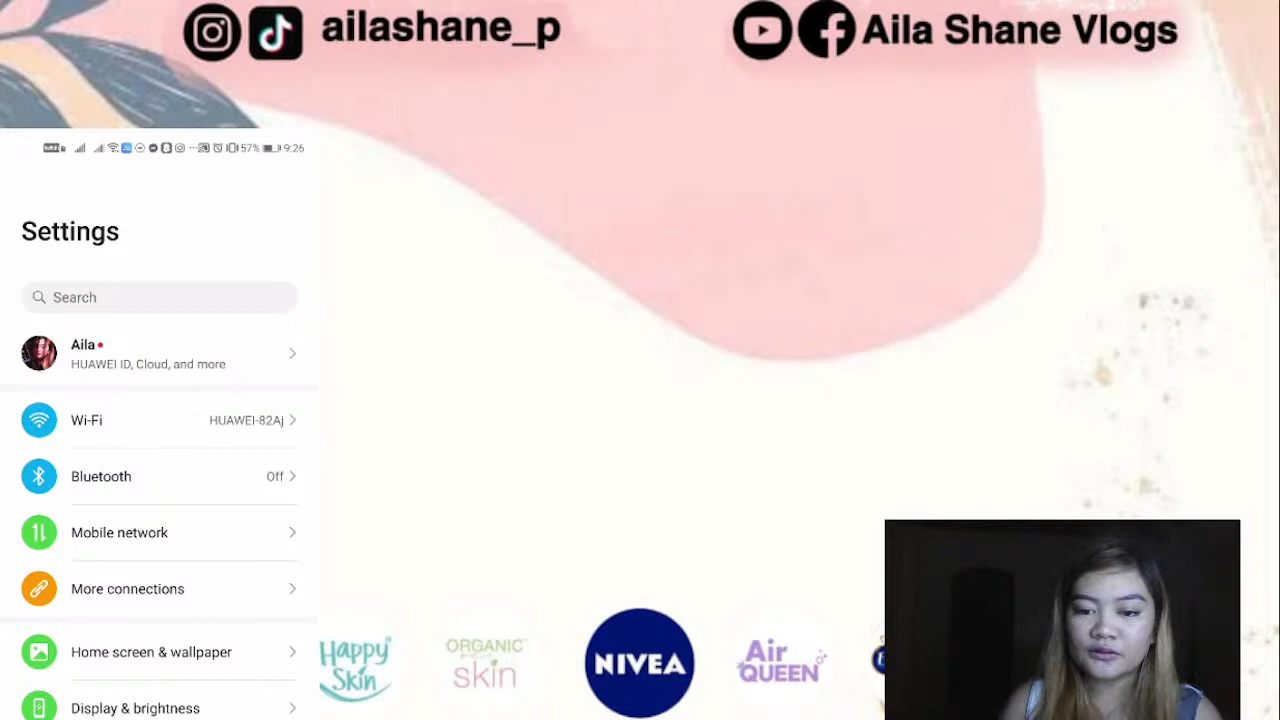 ailashane_p
Aila Shane Vlogs
57% 9:26
Settings
Search
Aila
HUAWEI ID, Cloud, and more
Wi-Fi HUAWEI-82Aj
Bluetooth Off
Mobile network
More connections
Home screen & wallpaper
Display & brightness
Happy Skin
ORGANIC
skin
NIVEA
Air QUEEN